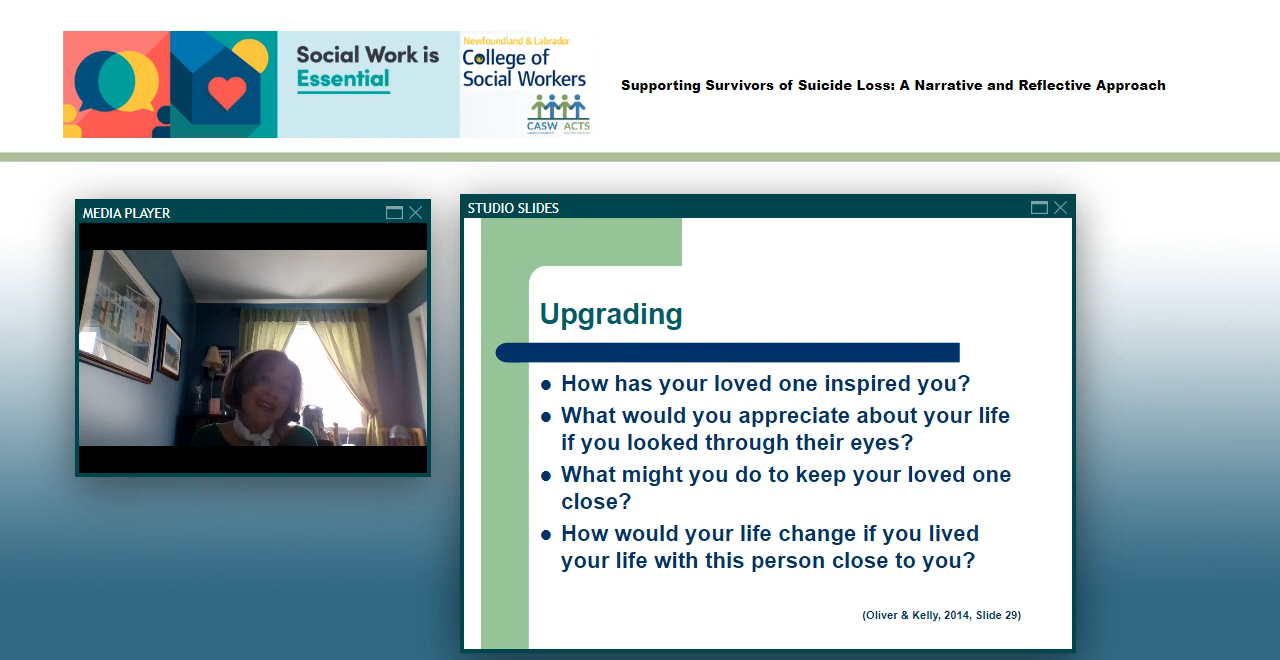 Social Work is
Essential
Newfoundland & Labrador
College of
Social Workers
CASW ACTS
Supporting Survivors of Suicide Loss: A Narrative and Reflective Approach
MEDIA PLAYER
STUDIO SLIDES
Upgrading
● How has your loved one inspired you?
● What would you appreciate about your life
if you looked through their eyes?
● What might you do to keep your loved one
close?
● How would your life change if you lived
your life with this person close to you?
(Oliver & Kelly, 2014, Slide 29)